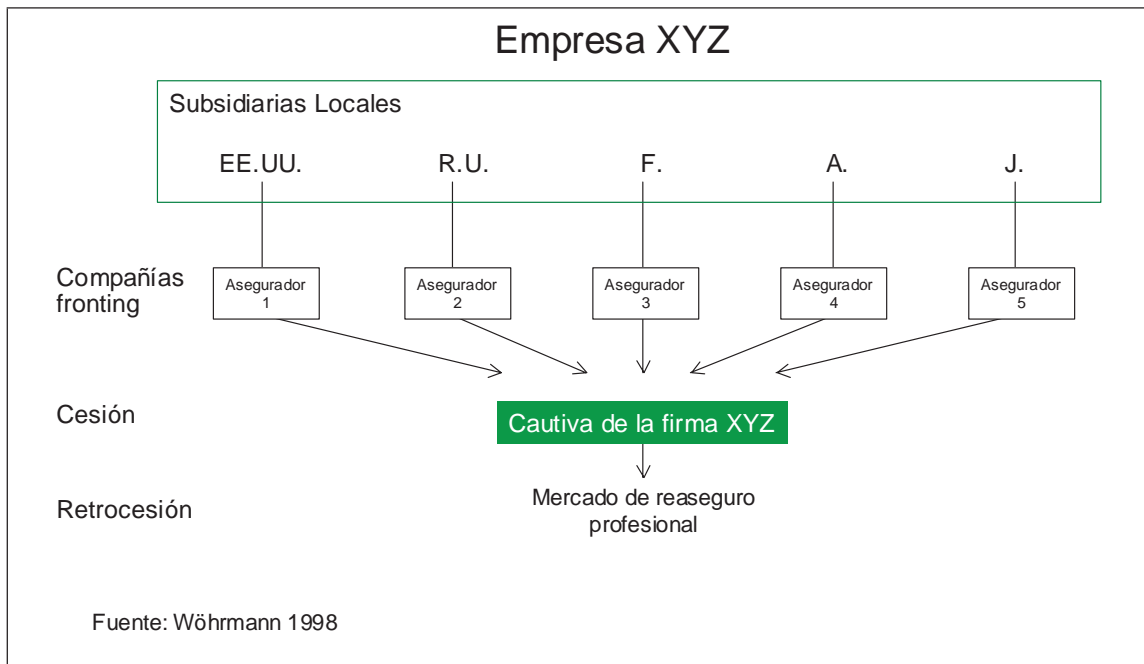 Empresa XYZ
Subsidiarias Locales
EE.UU. R.U. F. A. J.
Compañías
fronting
Asegurador
1
Asegurador
2
Asegurador
3
Asegurador
4
Asegurador
5
Cesión
Cautiva de la firma XYZ
Retrocesión
Mercado de reaseguro
profesional
Fuente: Wöhrmann 1998